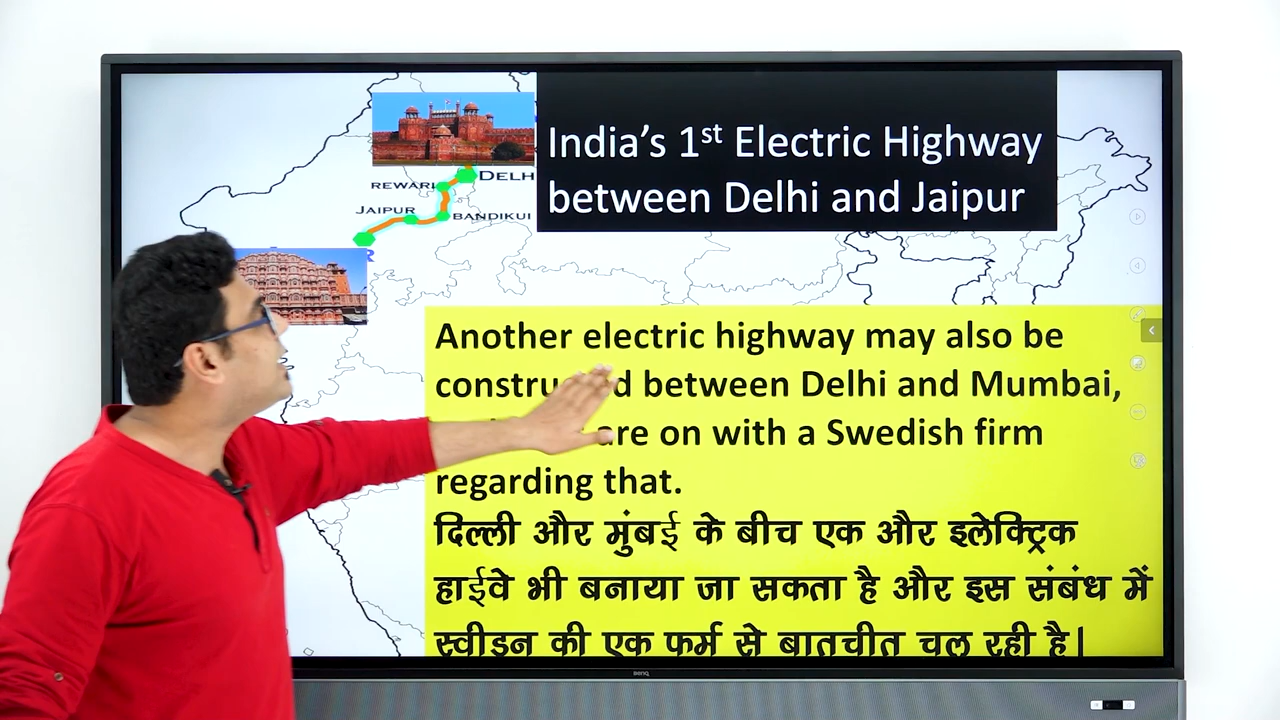 India's 1st Electric Highway
between Delhi and Jaipur
REWARI
JAIPUR
BANDIKUI
Another electric highway may also be
between Delhi and Mumbai,
are on with a Swedish firm
regarding that.
दिल्ली और मुंबई के बीच एक और इलेक्ट्रिक
हाईवे भी बनाया जा सकता है और इस संबंध में
स्वीडन की एक फर्म से बातचीत चल रही है।
BenQ